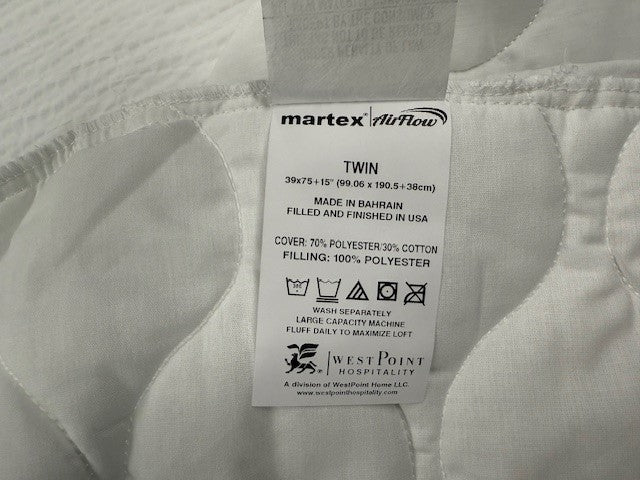 martex® AirFlow
TWIN
39x75+15" (99.06 x 190.5+38cm)
MADE IN BAHRAIN
FILLED AND FINISHED IN USA
COVER: 70% POLYESTER/30% COTTON
FILLING: 100% POLYESTER
WASH SEPARATELY
LARGE CAPACITY MACHINE
FLUFF DAILY TO MAXIMIZE LOFT
WESTPOINT
HOSPITALITY
A division of WestPoint Home LLC.
www.westpointhospitality.com